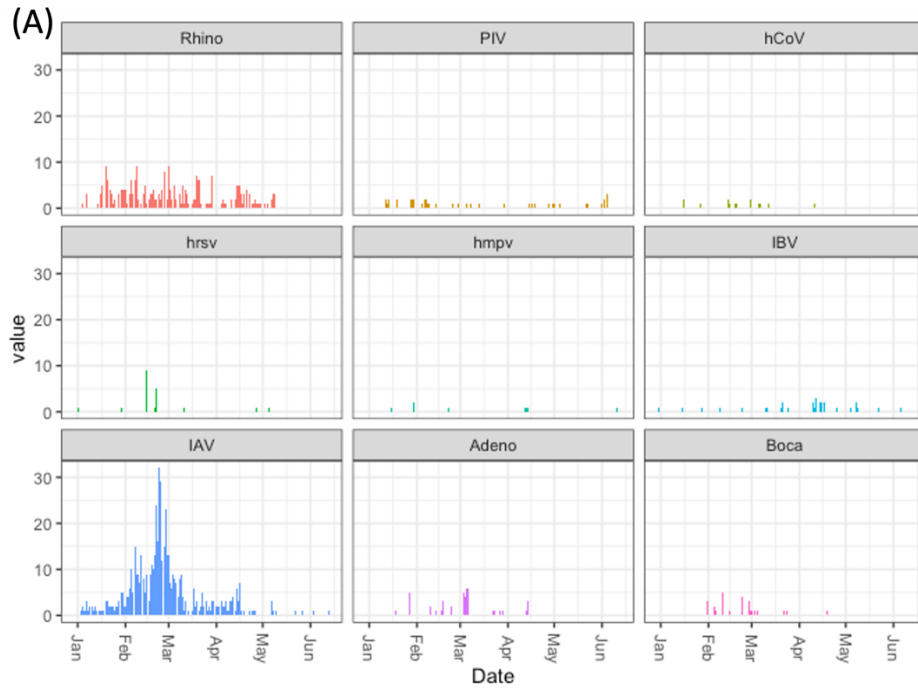 (A)
Rhino PIV hCoV
30
20
10
0
hrsv hmpv IBV
30
20
10
0
value
IAV Adeno Boca
30
20
10
0
Jan Feb Mar Apr May Jun Jan Feb Mar Apr May Jun Jan Feb Mar Apr May Jun
Date